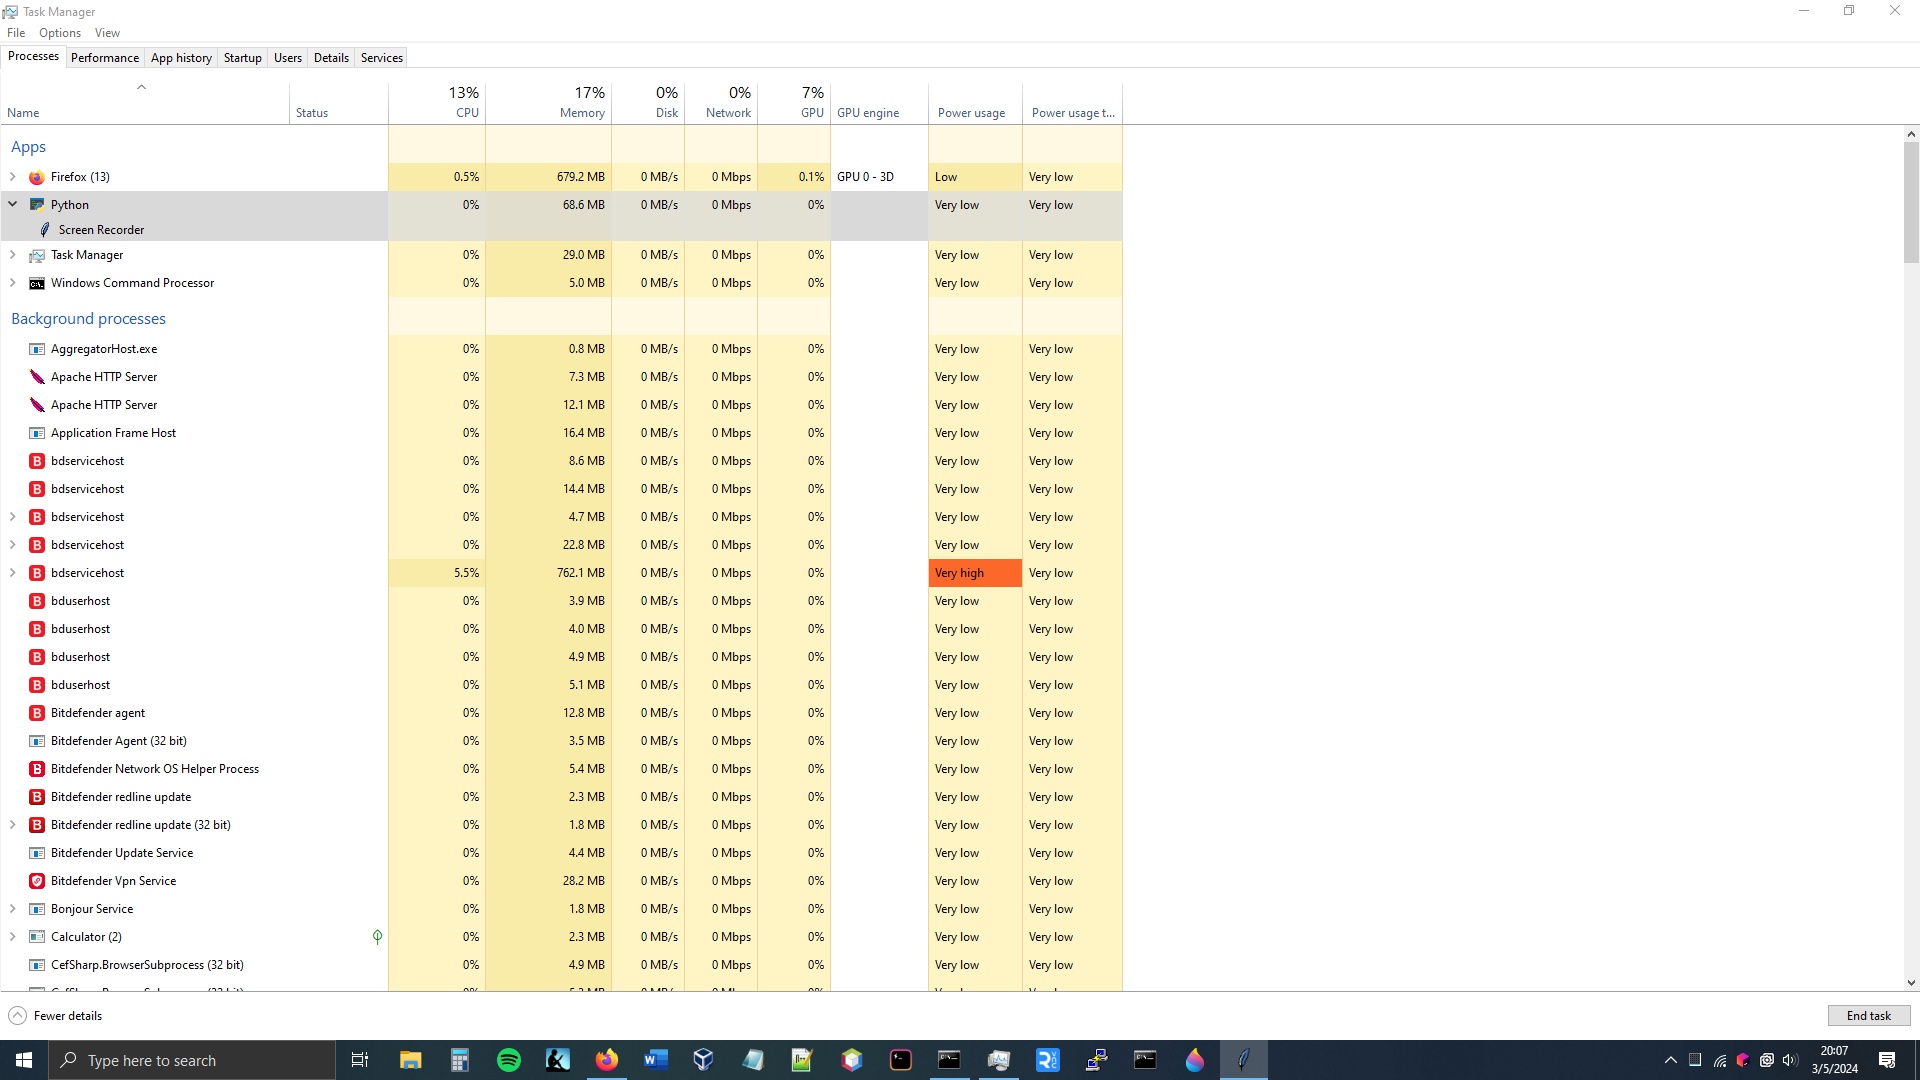 Task Manager
File Options View
Processes Performance App history Startup Users Details Services
13% 17% 0% 0% 7%
Name Status CPU Memory Disk Network GPU GPU engine Power usage Power usage t...
Apps
Firefox (13) 0.5% 679.2 MB 0 MB/s 0 Mbps 0.1% GPU 0 - 3D Low Very low
Python 0% 68.6 MB 0 MB/s 0 Mbps 0% Very low Very low
Screen Recorder
Task Manager 0% 29.0 MB 0 MB/s 0 Mbps 0% Very low Very low
Windows Command Processor 0% 5.0 MB 0 MB/s 0 Mbps 0% Very low Very low
Background processes
AggregatorHost.exe 0% 0.8 MB 0 MB/s 0 Mbps 0% Very low Very low
Apache HTTP Server 0% 7.3 MB 0 MB/s 0 Mbps 0% Very low Very low
Apache HTTP Server 0% 12.1 MB 0 MB/s 0 Mbps 0% Very low Very low
Application Frame Host 0% 16.4 MB 0 MB/s 0 Mbps 0% Very low Very low
bdservicehost 0% 8.6 MB 0 MB/s 0 Mbps 0% Very low Very low
bdservicehost 0% 14.4 MB 0 MB/s 0 Mbps 0% Very low Very low
bdservicehost 0% 4.7 MB 0 MB/s 0 Mbps 0% Very low Very low
bdservicehost 0% 22.8 MB 0 MB/s 0 Mbps 0% Very low Very low
bdservicehost 5.5% 762.1 MB 0 MB/s 0 Mbps 0% Very high Very low
bduserhost 0% 3.9 MB 0 MB/s 0 Mbps 0% Very low Very low
bduserhost 0% 4.0 MB 0 MB/s 0 Mbps 0% Very low Very low
bduserhost 0% 4.9 MB 0 MB/s 0 Mbps 0% Very low Very low
bduserhost 0% 5.1 MB 0 MB/s 0 Mbps 0% Very low Very low
Bitdefender agent 0% 12.8 MB 0 MB/s 0 Mbps 0% Very low Very low
Bitdefender Agent (32 bit) 0% 3.5 MB 0 MB/s 0 Mbps 0% Very low Very low
Bitdefender Network OS Helper Process 0% 5.4 MB 0 MB/s 0 Mbps 0% Very low Very low
Bitdefender redline update 0% 2.3 MB 0 MB/s 0 Mbps 0% Very low Very low
Bitdefender redline update (32 bit) 0% 1.8 MB 0 MB/s 0 Mbps 0% Very low Very low
Bitdefender Update Service 0% 4.4 MB 0 MB/s 0 Mbps 0% Very low Very low
Bitdefender Vpn Service 0% 28.2 MB 0 MB/s 0 Mbps 0% Very low Very low
Bonjour Service 0% 1.8 MB 0 MB/s 0 Mbps 0% Very low Very low
Calculator (2) 0% 2.3 MB 0 MB/s 0 Mbps 0% Very low Very low
CefSharp.BrowserSubprocess (32 bit) 0% 4.9 MB 0 MB/s 0 Mbps 0% Very low Very low
Fewer details End task
Type here to search
20:07
3/5/2024